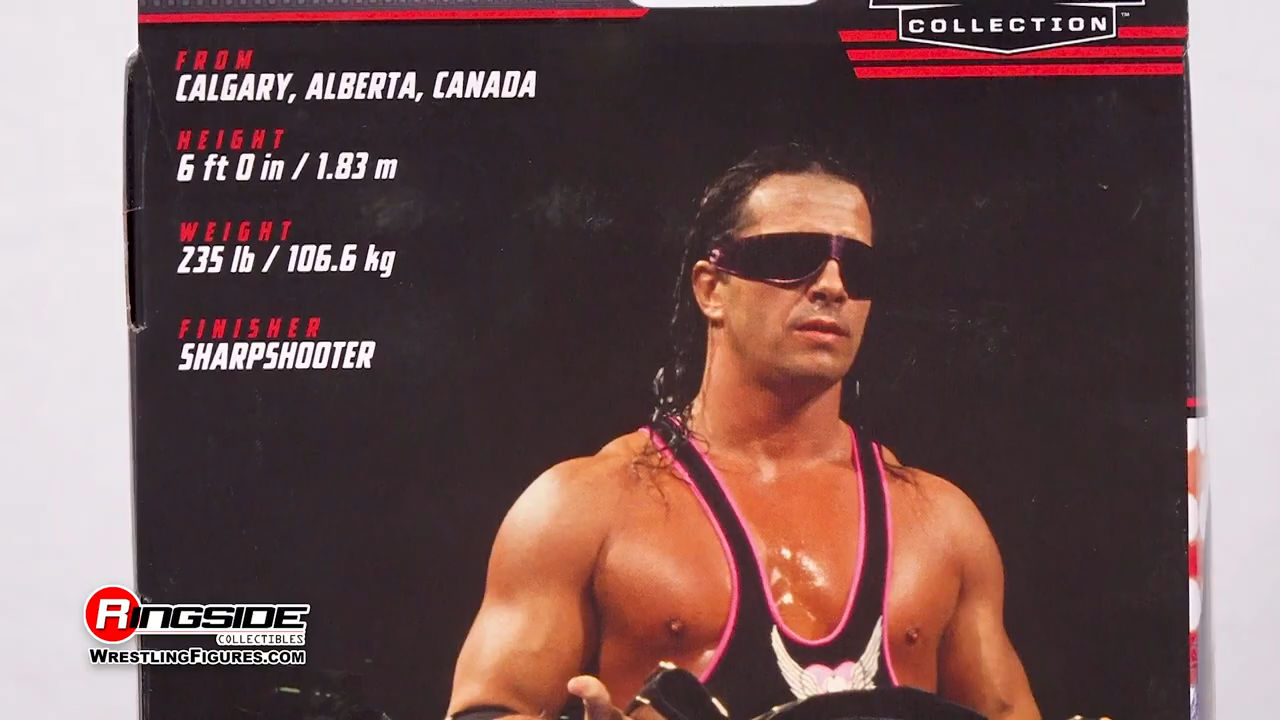 COLLECTION™
FROM
CALGARY, ALBERTA, CANADA
HEIGHT
6 ft 0 in / 1.83 m
WEIGHT
235 lb / 106.6 kg
FINISHER
SHARPSHOOTER
RINGSIDE
COLLECTIBLES
WRESTLINGFIGURES.COM